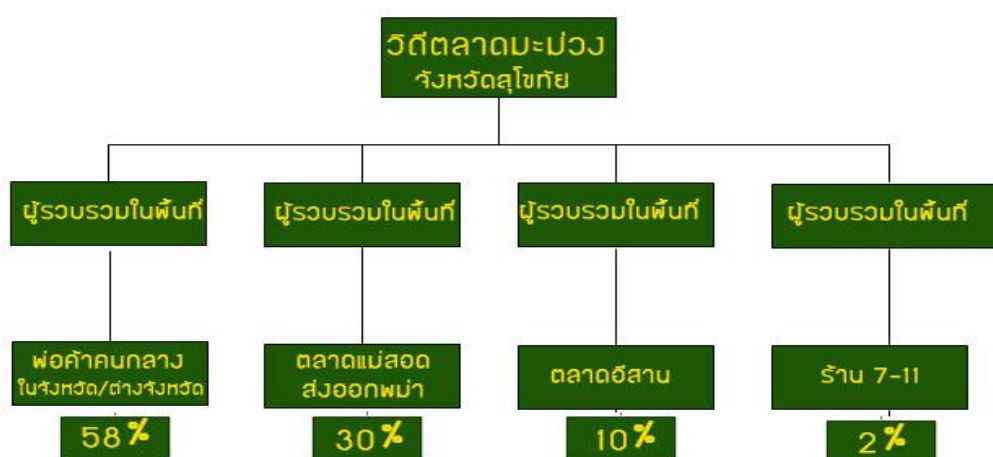 วิถีตลาดมะม่วง
จังหวัดสุโขทัย
ผู้รวบรวมในพื้นที่
ผู้รวบรวมในพื้นที่
ผู้รวบรวมในพื้นที่
ผู้รวบรวมในพื้นที่
พ่อค้าคนกลาง
ในจังหวัด/ต่างจังหวัด
ตลาดแม่สอด
ส่งออกพม่า
ตลาดอีสาน
ร้าน 7-11
58%
30%
10%
2%